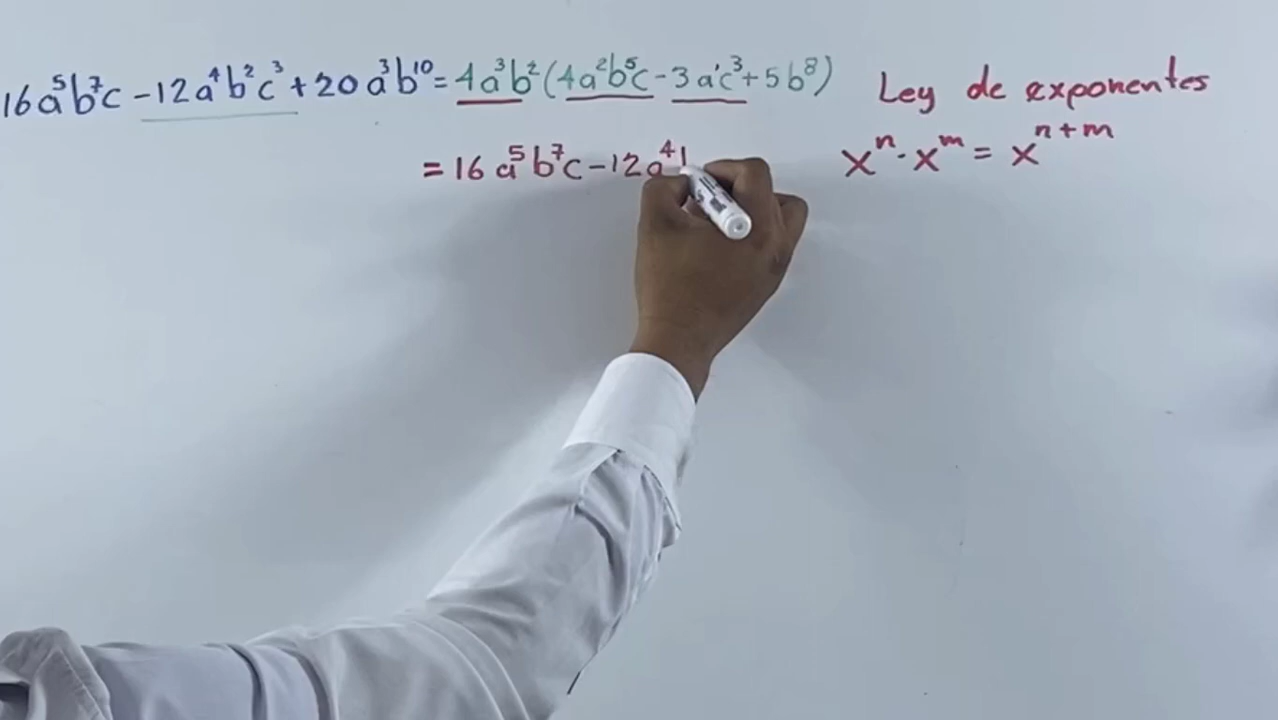 16a⁵b⁷c - 12a⁴b²c³ + 20a³b¹⁰ = 4a³b²(4a²b⁵c - 3a¹c³ + 5b⁸)
Ley de exponentes
= 16a⁵b⁷c - 12a⁴
xⁿ · xᵐ = xⁿ⁺ᵐ